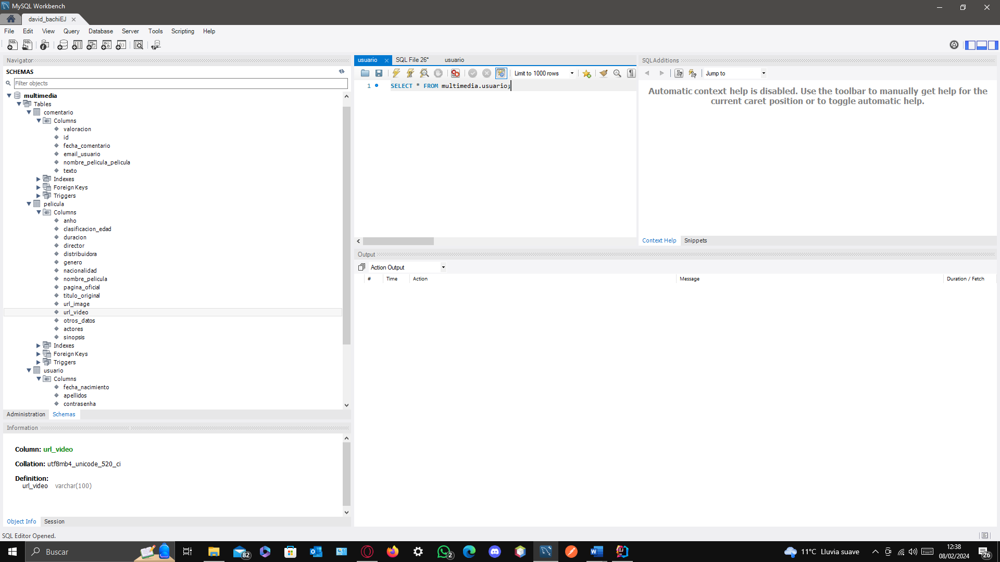 MySQL Workbench
david_bachiEJ
File Edit View Query Database Server Tools Scripting Help
Navigator
SCHEMAS
Filter objects
multimedia
Tables
comentario
Columns
valoracion
id
fecha_comentario
email_usuario
nombre_pelicula_pelicula
texto
Indexes
Foreign Keys
Triggers
pelicula
Columns
anho
clasificacion_edad
duracion
director
distribuidora
genero
nacionalidad
nombre_pelicula
pagina_oficial
titulo_original
url_image
url_video
otros_datos
actores
sinopsis
Indexes
Foreign Keys
Triggers
usuario
Columns
fecha_nacimiento
apellidos
contrasenha
Administration Schemas
Information
Column: url_video
Collation: utf8mb4_unicode_520_ci
Definition:
url_video varchar(100)
Object Info Session
SQL Editor Opened.
usuario SQL File 26* usuario
Limit to 1000 rows
1 SELECT * FROM multimedia.usuario;
SQLAdditions
Jump to
Automatic context help is disabled. Use the toolbar to manually get help for the
current caret position or to toggle automatic help.
Context Help Snippets
Output
Action Output
# Time Action Message Duration / Fetch
Buscar
82
2
11°C Lluvia suave
12:38
08/02/2024
26